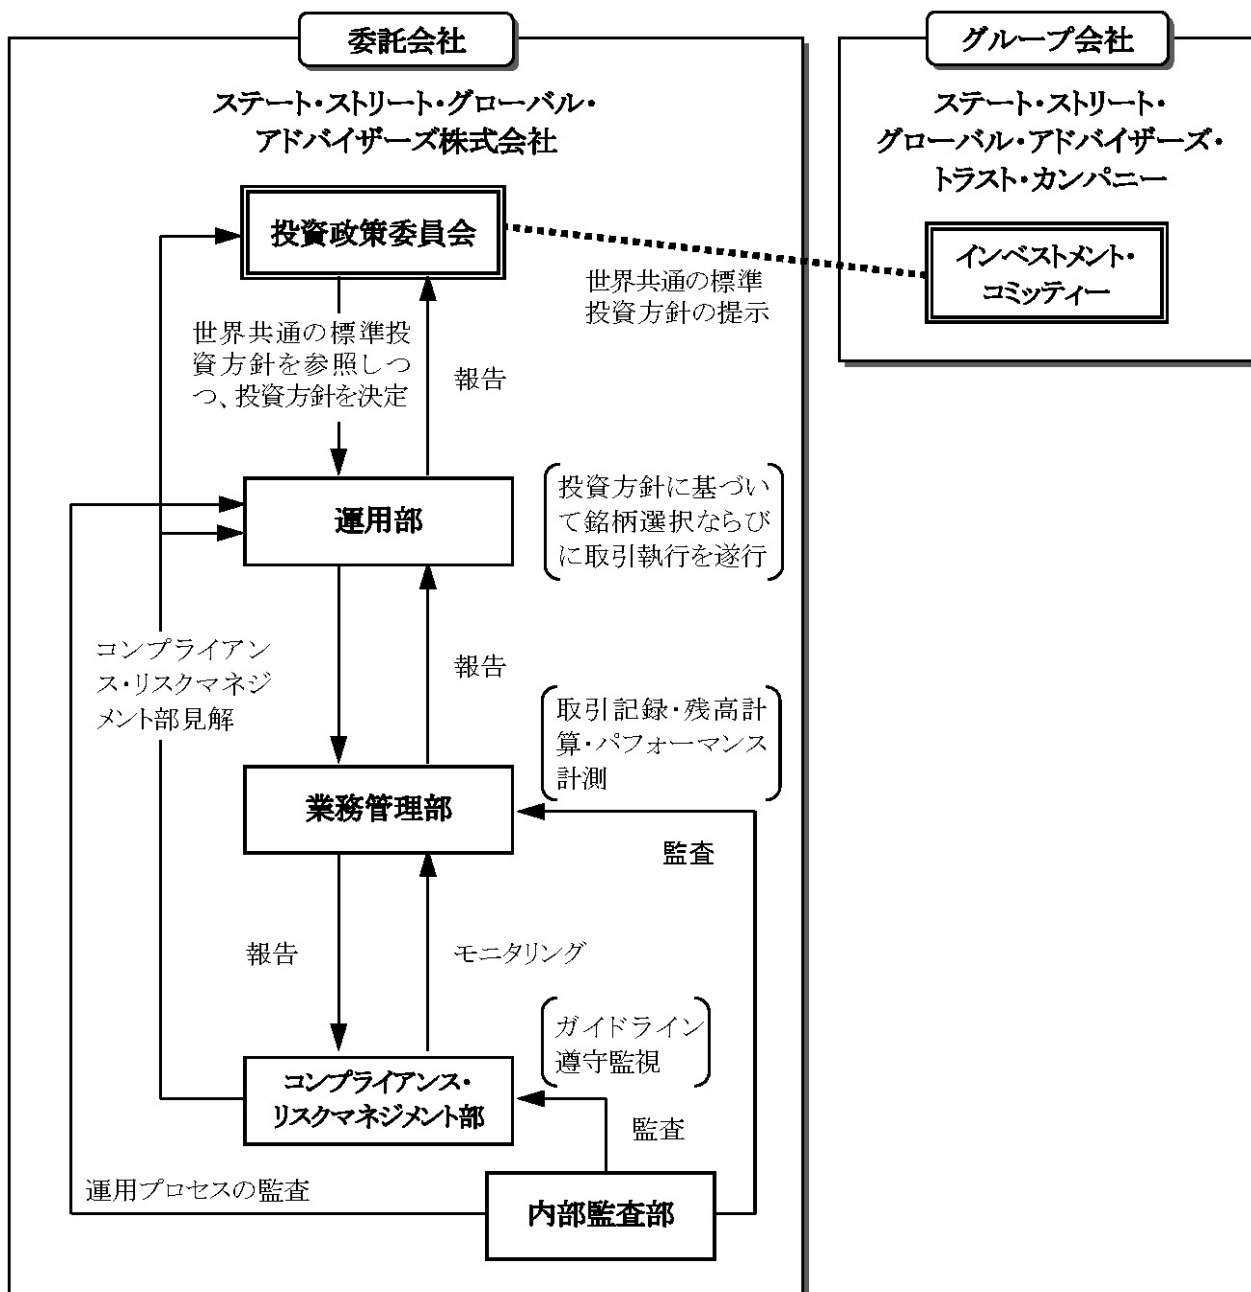 委託会社
ステート・ストリート・グローバル・
アドバイザーズ株式会社
グループ会社
ステート・ストリート・
グローバル・アドバイザーズ・
トラスト・カンパニー
投資政策委員会
インベストメント・
コミッティー
世界共通の標準
投資方針の提示
世界共通の標準投
資方針を参照しつ
つ、投資方針を決定
報告
運用部
投資方針に基づい
て銘柄選択ならび
に取引執行を遂行
コンプライアン
ス・リスクマネジ
メント部見解
報告
取引記録・残高計
算・パフォーマンス
計測
業務管理部
監査
報告
モニタリング
ガイドライン
遵守監視
コンプライアンス・
リスクマネジメント部
監査
運用プロセスの監査
内部監査部